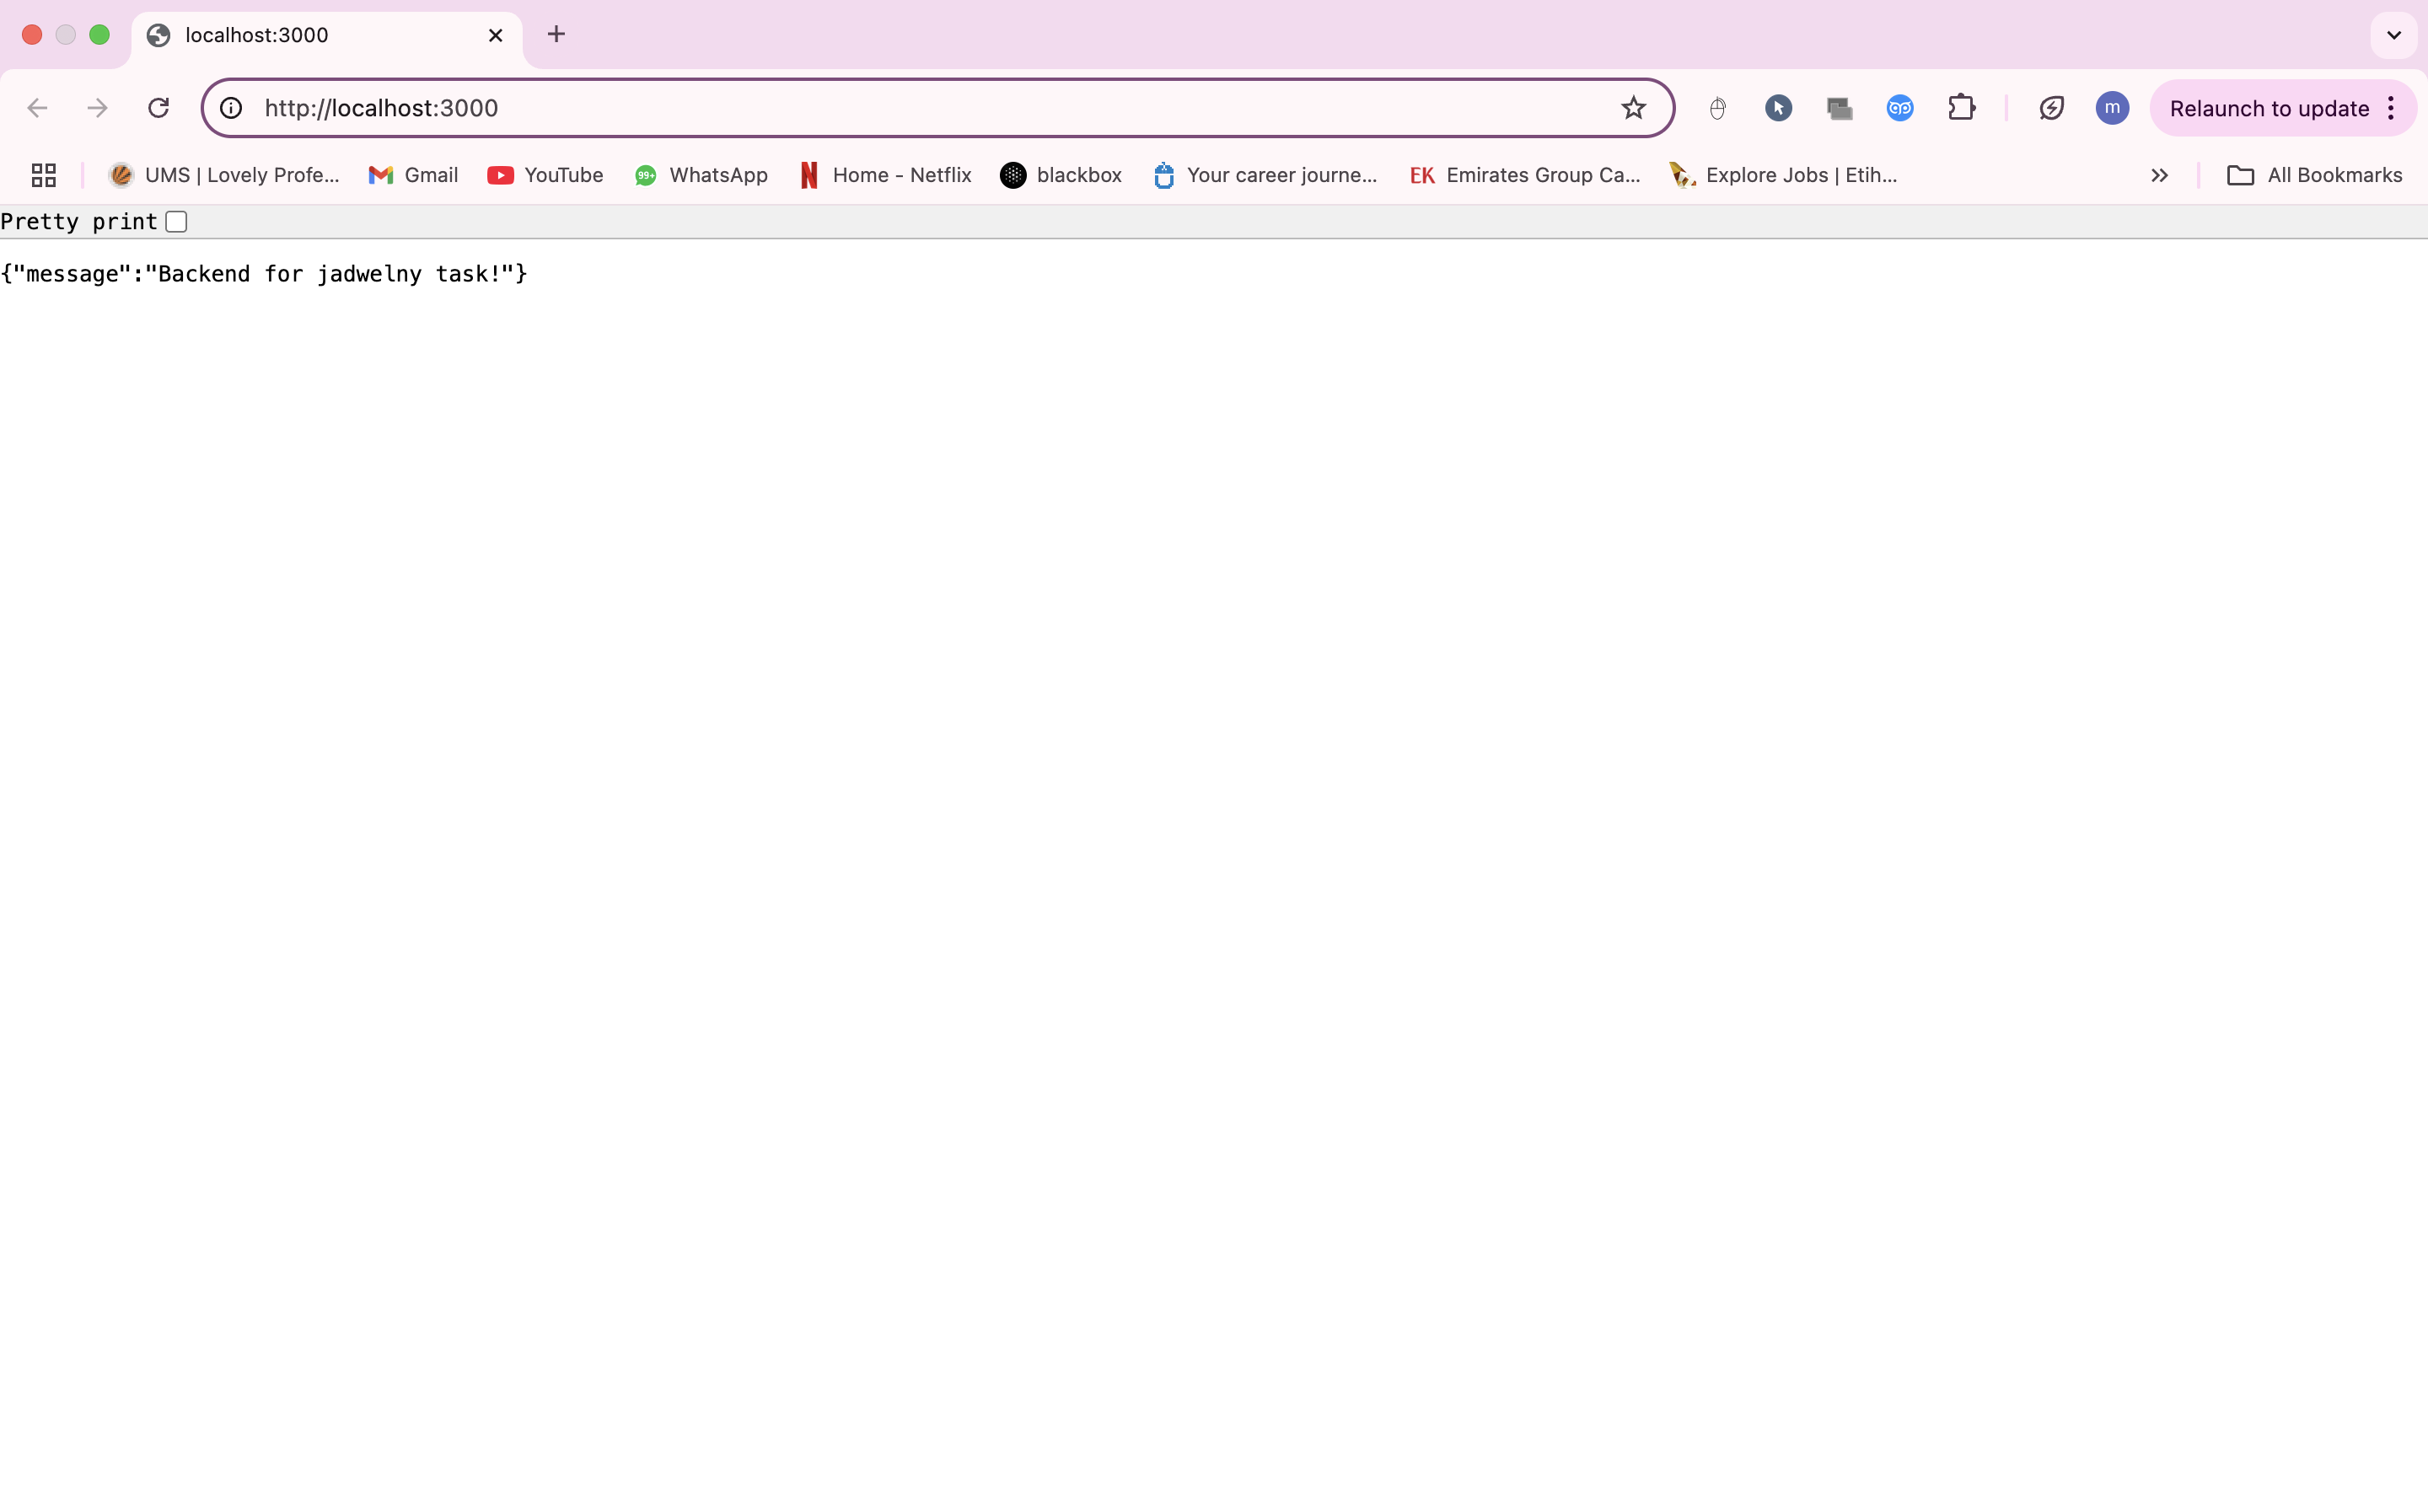 localhost:3000
http://localhost:3000
m
Relaunch to update
UMS | Lovely Profe...
Gmail
YouTube
99+
WhatsApp
N
Home - Netflix
blackbox
Your career journe...
EK
Emirates Group Ca...
Explore Jobs | Etih...
All Bookmarks
Pretty print
{"message":"Backend for jadwelny task!"}